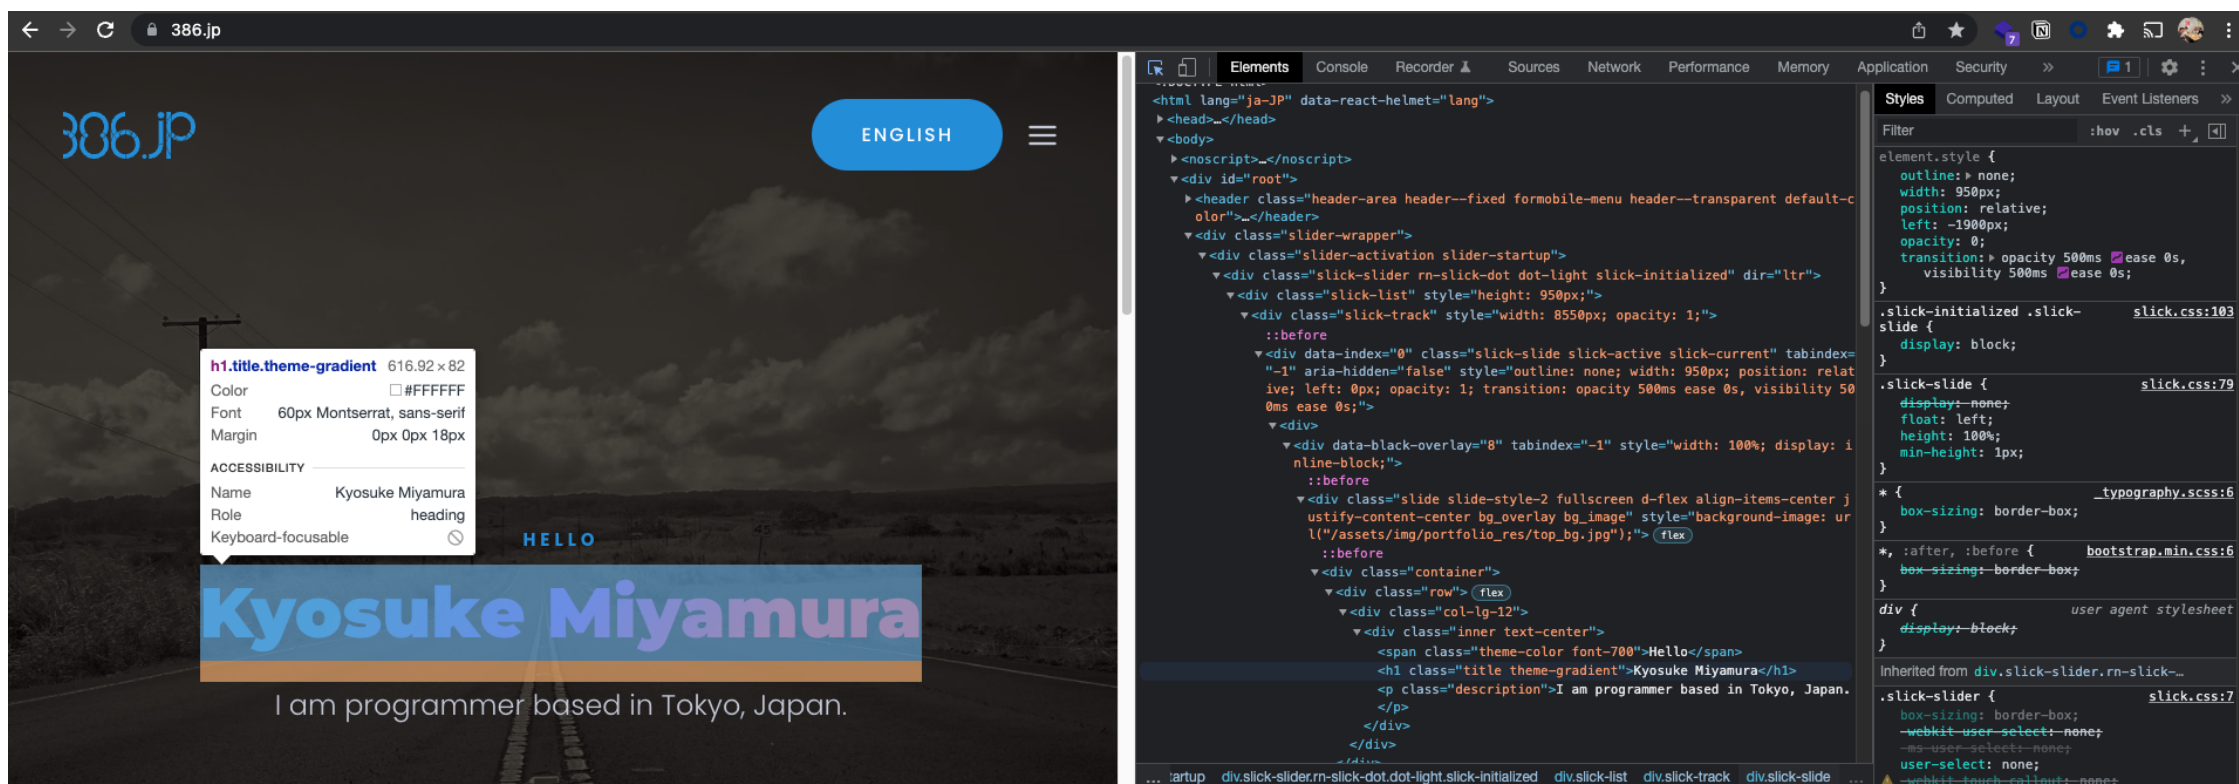 386.jp
7
386.jp
ENGLISH
h1.title.theme-gradient 616.92 × 82
Color #FFFFFF
Font 60px Montserrat, sans-serif
Margin 0px 0px 18px
ACCESSIBILITY
Name Kyosuke Miyamura
Role heading
Keyboard-focusable
HELLO
Kyosuke Miyamura
I am programmer based in Tokyo, Japan.
Elements Console Recorder Sources Network Performance Memory Application Security » 1
<html lang="ja-JP" data-react-helmet="lang">
<head>…</head>
<body>
<noscript>…</noscript>
<div id="root">
<header class="header-area header--fixed formobile-menu header--transparent default-c
olor">…</header>
<div class="slider-wrapper">
<div class="slider-activation slider-startup">
<div class="slick-slider rn-slick-dot dot-light slick-initialized" dir="ltr">
<div class="slick-list" style="height: 950px;">
<div class="slick-track" style="width: 8550px; opacity: 1;">
::before
<div data-index="0" class="slick-slide slick-active slick-current" tabindex=
"-1" aria-hidden="false" style="outline: none; width: 950px; position: relat
ive; left: 0px; opacity: 1; transition: opacity 500ms ease 0s, visibility 50
0ms ease 0s;">
<div>
<div data-black-overlay="8" tabindex="-1" style="width: 100%; display: i
nline-block;">
::before
<div class="slide slide-style-2 fullscreen d-flex align-items-center j
ustify-content-center bg_overlay bg_image" style="background-image: ur
l("/assets/img/portfolio_res/top_bg.jpg");"> flex
::before
<div class="container">
<div class="row"> flex
<div class="col-lg-12">
<div class="inner text-center">
<span class="theme-color font-700">Hello</span>
<h1 class="title theme-gradient">Kyosuke Miyamura</h1>
<p class="description">I am programmer based in Tokyo, Japan.
</p>
</div>
</div>
… tartup div.slick-slider.rn-slick-dot.dot-light.slick-initialized div.slick-list div.slick-track div.slick-slide …
Styles Computed Layout Event Listeners »
Filter :hov .cls +
element.style {
outline: none;
width: 950px;
position: relative;
left: -1900px;
opacity: 0;
transition: opacity 500ms ease 0s,
visibility 500ms ease 0s;
}
.slick-initialized .slick- slick.css:103
slide {
display: block;
}
.slick-slide { slick.css:79
display: none;
float: left;
height: 100%;
min-height: 1px;
}
* { _typography.scss:6
box-sizing: border-box;
}
*, :after, :before { bootstrap.min.css:6
box-sizing: border-box;
}
div { user agent stylesheet
display: block;
}
Inherited from div.slick-slider.rn-slick-…
.slick-slider { slick.css:7
box-sizing: border-box;
-webkit-user-select: none;
-ms-user-select: none;
user-select: none;
-webkit-touch-callout: none;